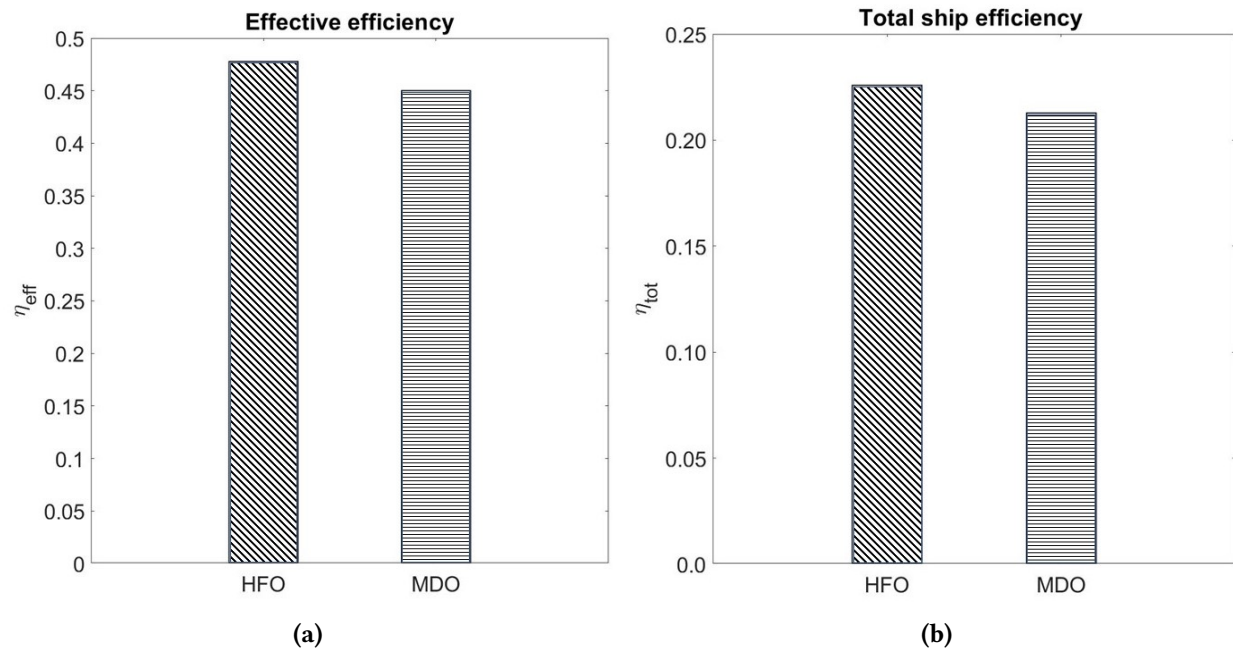 Effective efficiency
0.5
0.45
0.4
0.35
0.3
0.25
0.2
0.15
0.1
0.05
0
η_eff
HFO MDO
(a)
Total ship efficiency
0.25
0.20
0.15
0.10
0.05
0.0
η_tot
HFO MDO
(b)